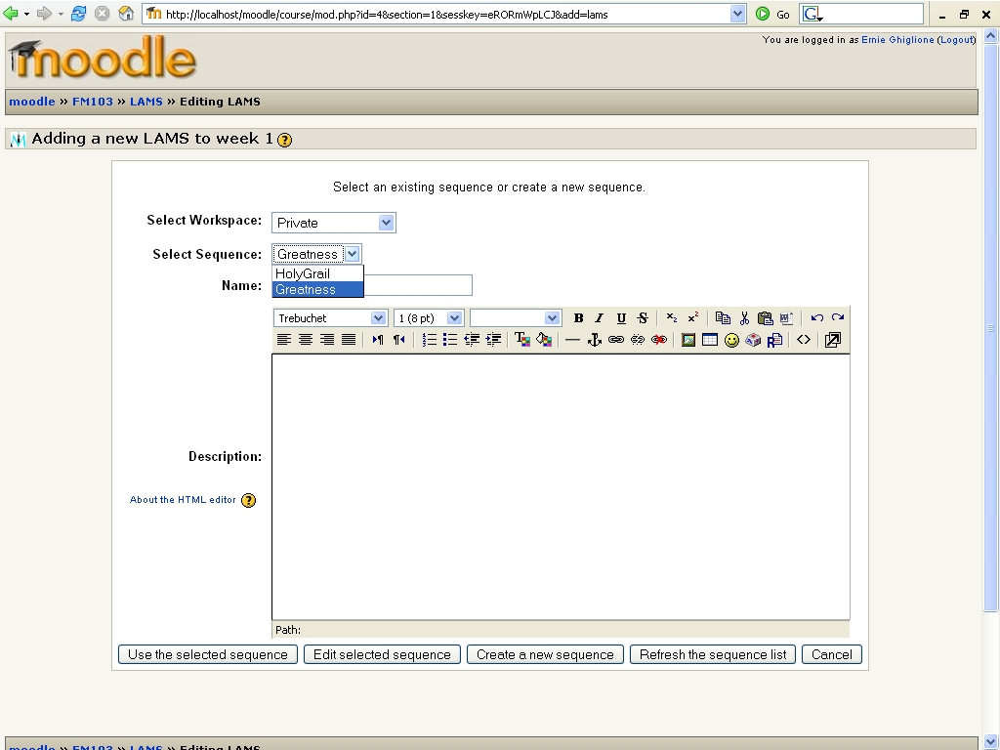 http://localhost/moodle/course/mod.php?id=4&section=1&sesskey=eRORmWpLCJ&add=lams
Go
G
moodle
You are logged in as Ernie Ghiglione (Logout)
moodle » FM103 » LAMS » Editing LAMS
Adding a new LAMS to week 1 ?
Select an existing sequence or create a new sequence.
Select Workspace: Private
Select Sequence: Greatness
HolyGrail
Greatness
Name:
Trebuchet 1 (8 pt) B I U S x₂ x²
Description:
About the HTML editor ?
Path:
Use the selected sequence Edit selected sequence Create a new sequence Refresh the sequence list Cancel
moodle » FM103 » LAMS » Editing LAMS